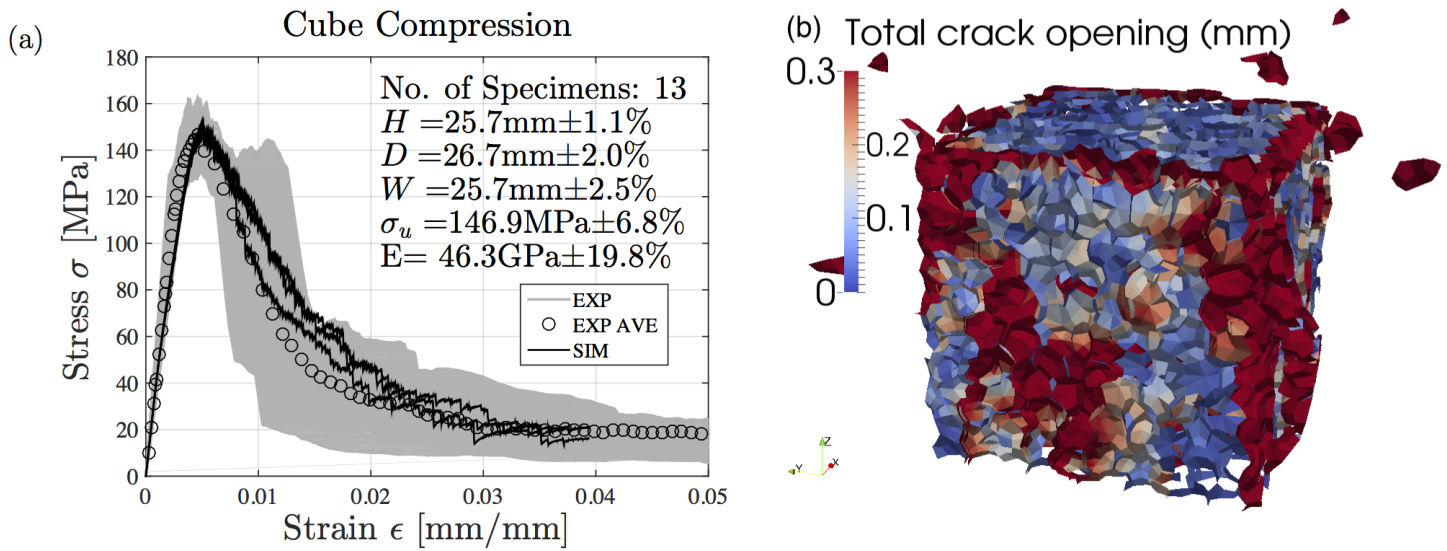 (a)
Cube Compression
180
160
140
120
100
80
60
40
20
0
Stress σ [MPa]
No. of Specimens: 13
H =25.7mm±1.1%
D =26.7mm±2.0%
W =25.7mm±2.5%
σu =146.9MPa±6.8%
E= 46.3GPa±19.8%
EXP
EXP AVE
SIM
0 0.01 0.02 0.03 0.04 0.05
Strain ϵ [mm/mm]
(b) Total crack opening (mm)
0.3
0.2
0.1
0
Z
Y
X